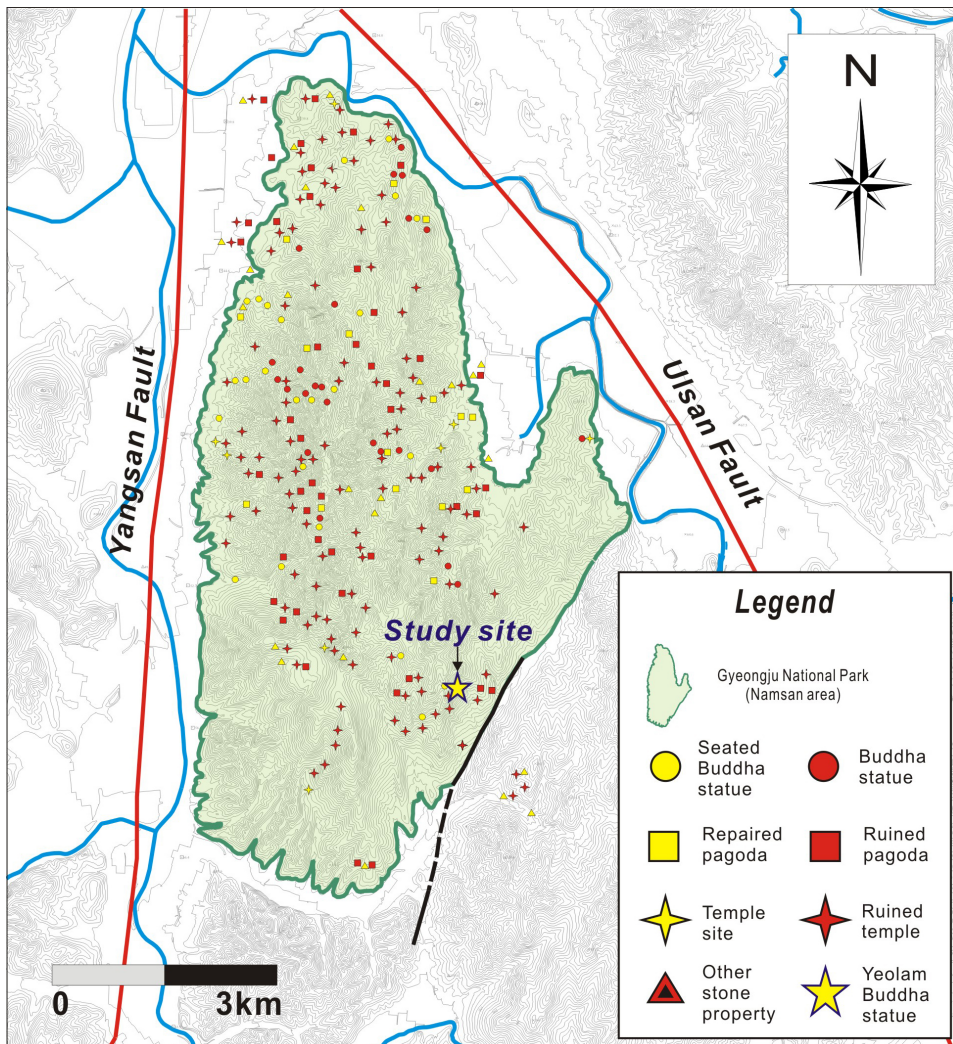 N
Yangsan Fault
Ulsan Fault
Study site
Legend
Gyeongju National Park
(Namsan area)
Seated
Buddha
statue
Buddha
statue
Repaired
pagoda
Ruined
pagoda
Temple
site
Ruined
temple
Other
stone
property
Yeolam
Buddha
statue
0
3km